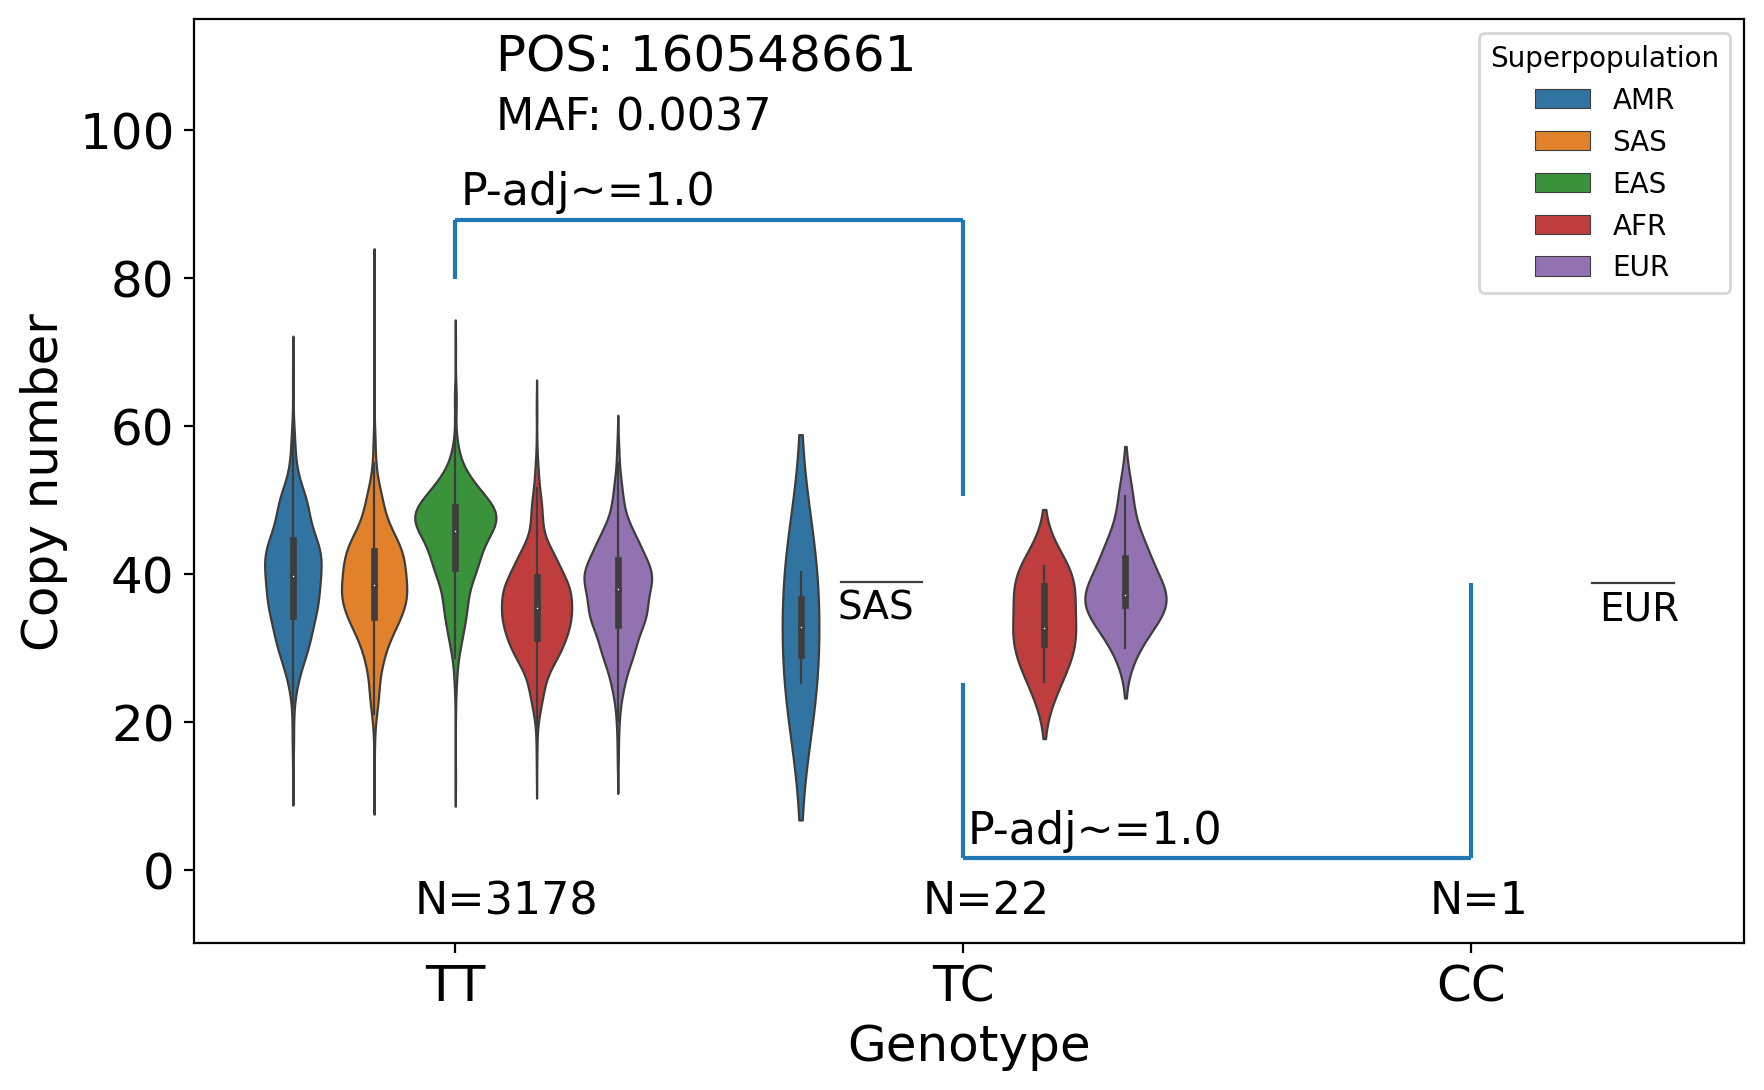 POS: 160548661
MAF: 0.0037
P-adj~=1.0
Superpopulation
AMR
SAS
EAS
AFR
EUR
Copy number
100
80
60
40
20
0
SAS
EUR
P-adj~=1.0
N=3178
N=22
N=1
TT
TC
CC
Genotype